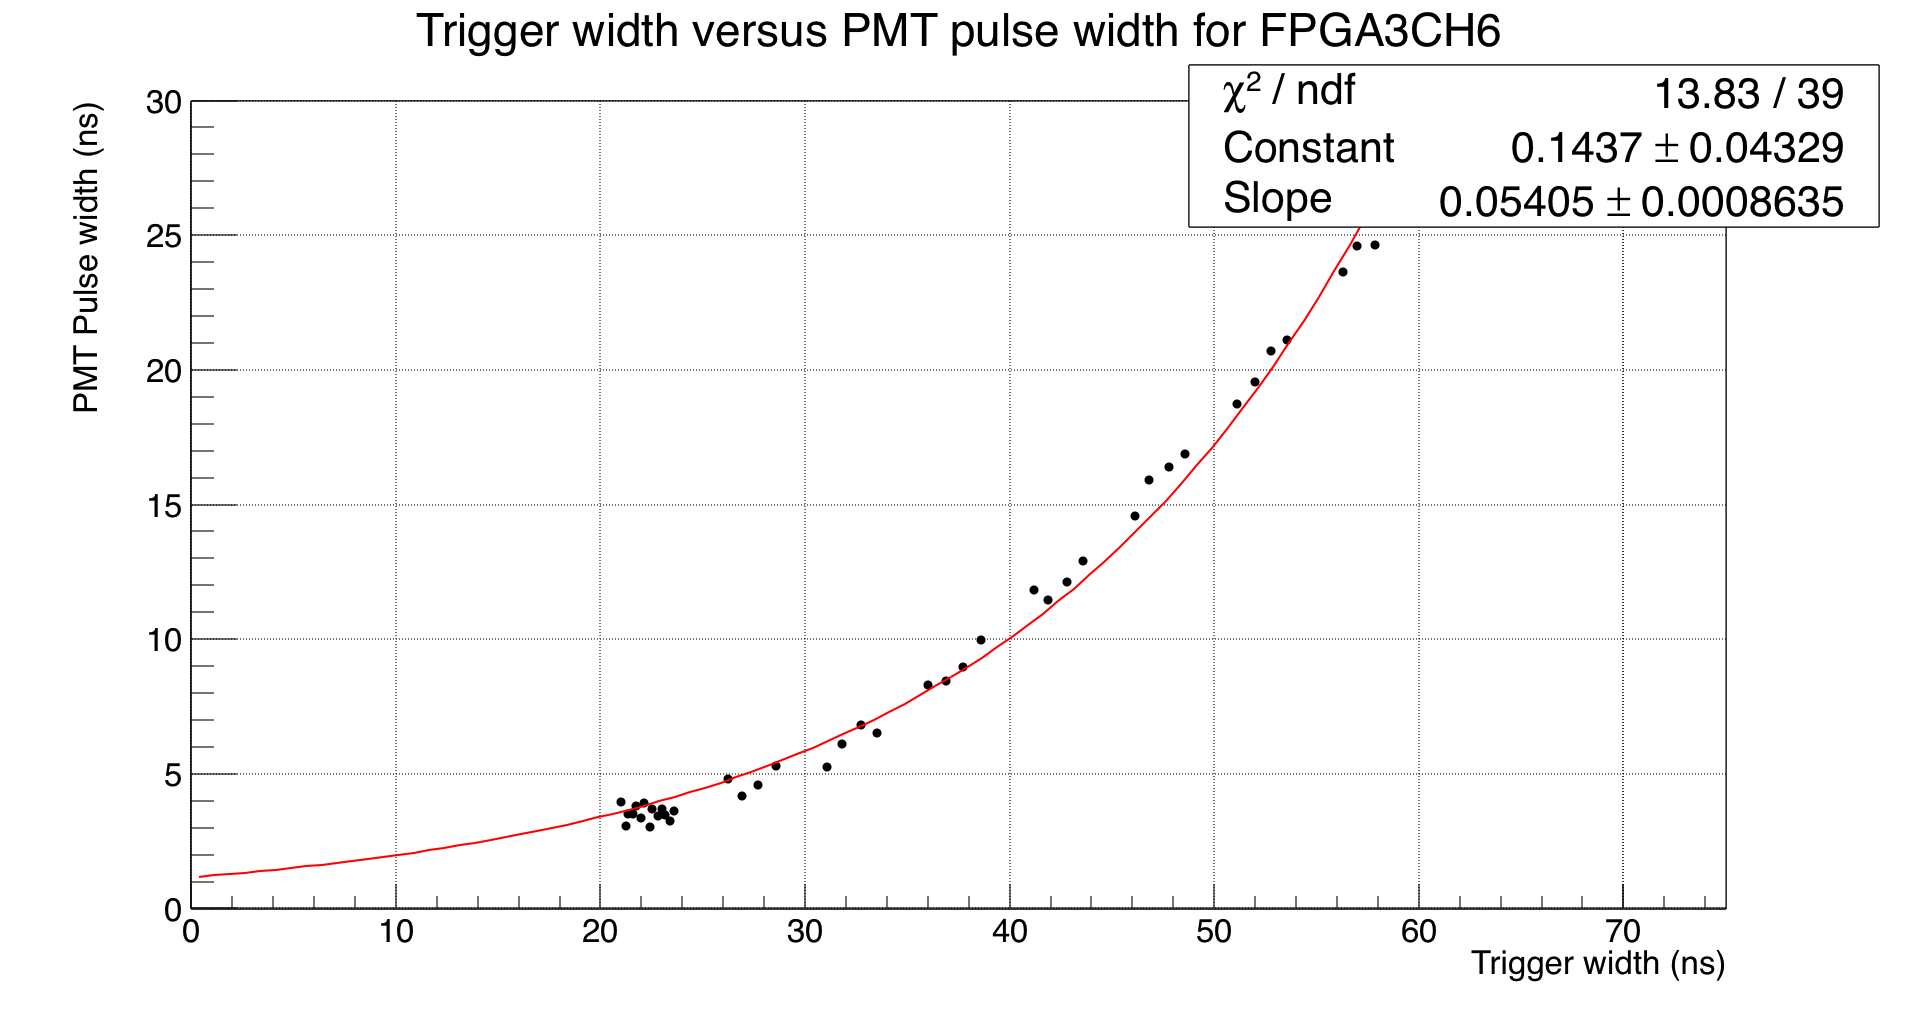 Trigger width versus PMT pulse width for FPGA3CH6
χ² / ndf 13.83 / 39
Constant 0.1437 ± 0.04329
Slope 0.05405 ± 0.0008635
PMT Pulse width (ns)
30
25
20
15
10
5
0
0 10 20 30 40 50 60 70
Trigger width (ns)